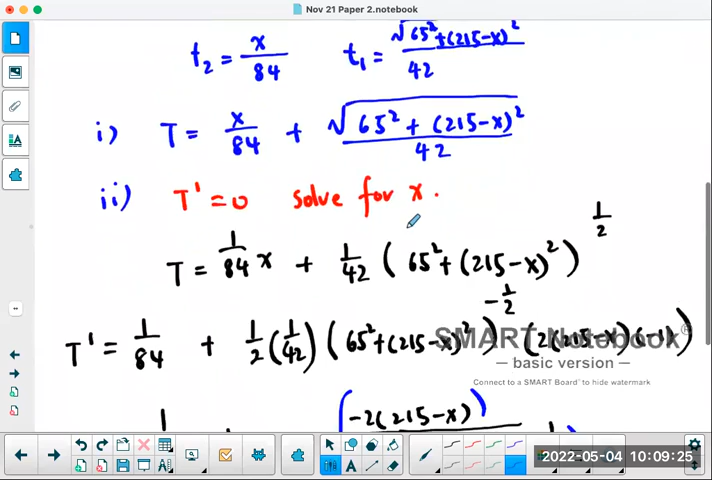 Nov 21 Paper 2.notebook
t₂ = x/84 t₁ = √65² + (215-x)²/42
i) T = x/84 + √65² + (215-x)²/42
ii) T' = 0 solve for x.
T = 1/84 x + 1/42 (65² + (215-x)²)^1/2
T' = 1/84 + 1/2 (1/42) (65² + (215-x)²)^-1/2 (2(215-x)(-1))
SMART Notebook®
— basic version —
Connect to a SMART Board® to hide watermark
1 (-2(215-x))
2022-05-04 10:09:25